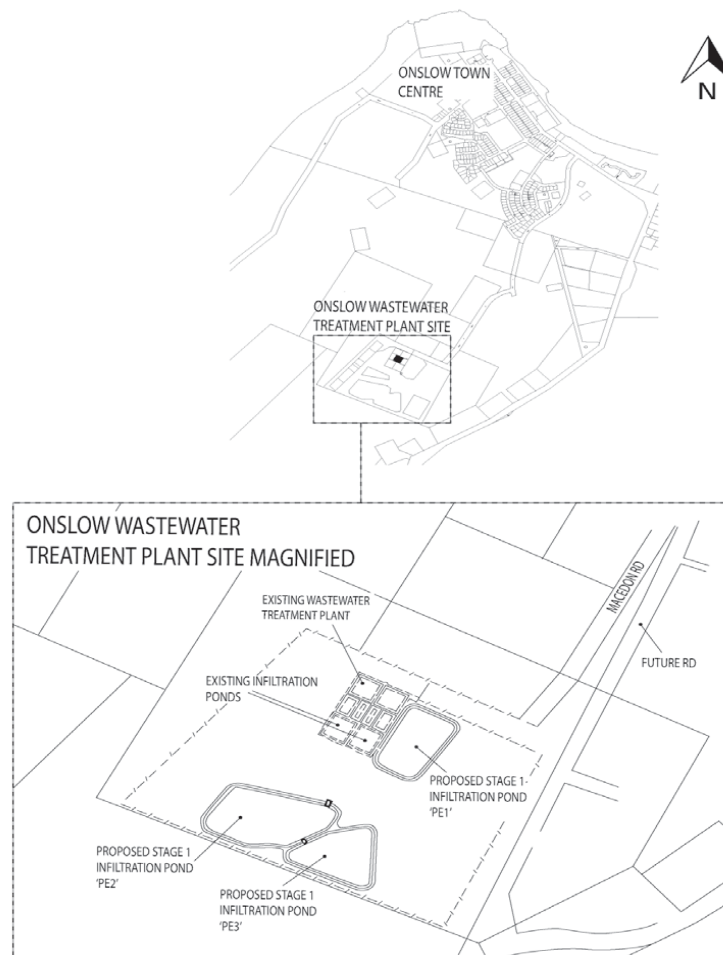 ONSLOW TOWN
CENTRE
N
ONSLOW WASTEWATER
TREATMENT PLANT SITE
ONSLOW WASTEWATER
TREATMENT PLANT SITE MAGNIFIED
EXISTING WASTEWATER
TREATMENT PLANT
MACEDON RD
FUTURE RD
EXISTING INFILTRATION
PONDS
PROPOSED STAGE 1-
INFILTRATION POND
'PE1'
PROPOSED STAGE 1
INFILTRATION POND
'PE2'
PROPOSED STAGE 1
INFILTRATION POND
'PE3'